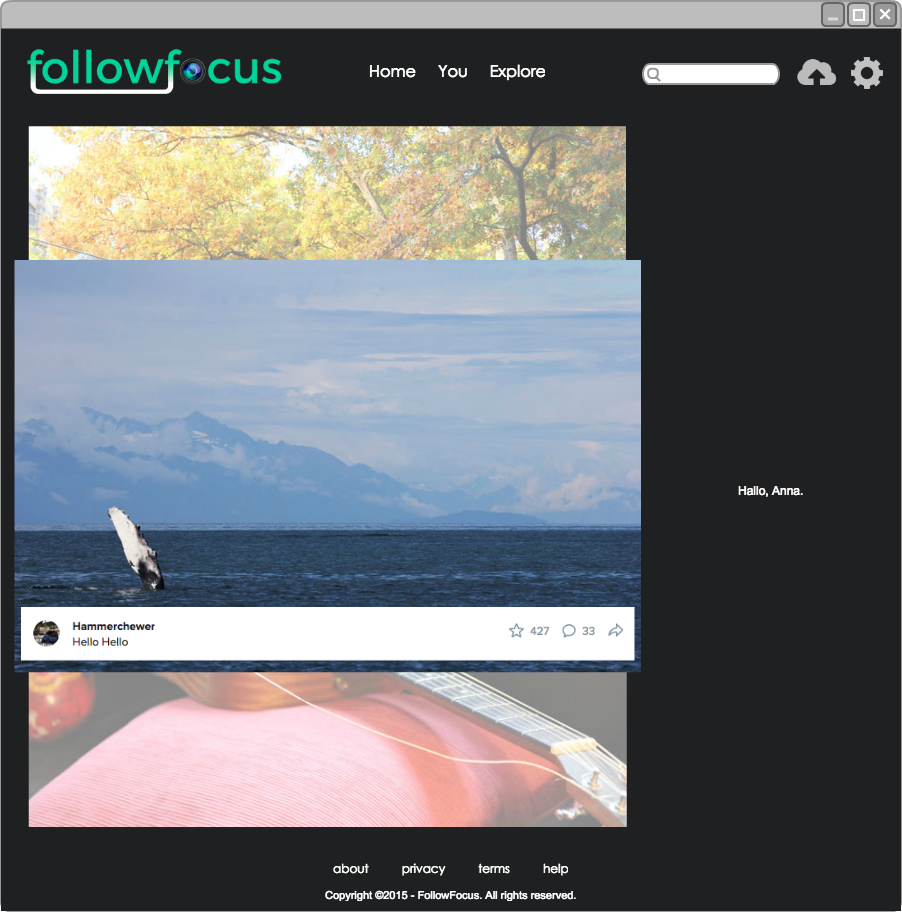 followfocus
Home You Explore
Hallo, Anna.
Hammerchewer
Hello Hello
427 33
about privacy terms help
Copyright ©2015 - FollowFocus. All rights reserved.